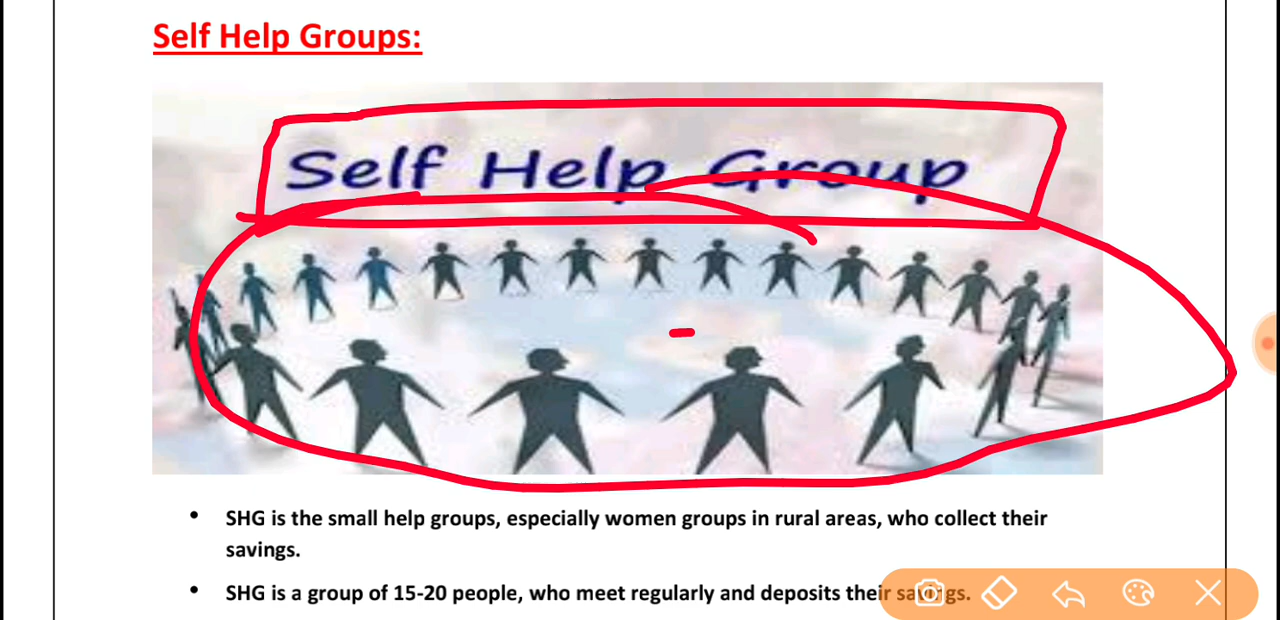 Self Help Groups:
Self Help Group
• SHG is the small help groups, especially women groups in rural areas, who collect their
savings.
• SHG is a group of 15-20 people, who meet regularly and deposits their savings.